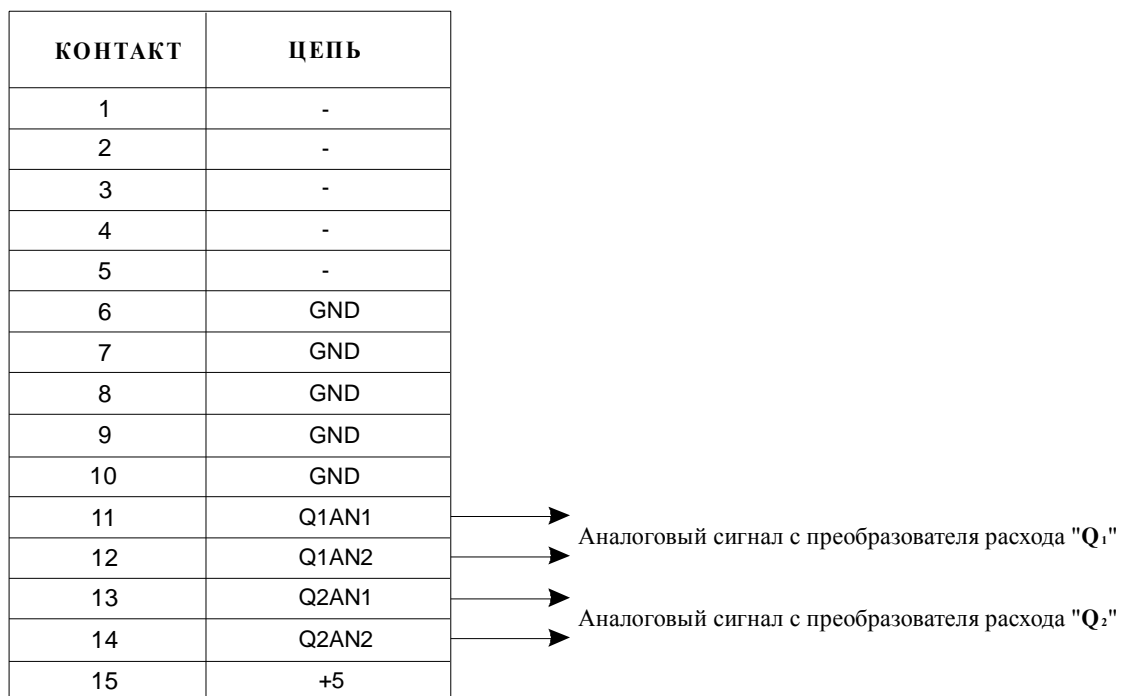 КОНТАКТ ЦЕПЬ
1 -
2 -
3 -
4 -
5 -
6 GND
7 GND
8 GND
9 GND
10 GND
11 Q1AN1
Аналоговый сигнал с преобразователя расхода "Q₁"
12 Q1AN2
13 Q2AN1
Аналоговый сигнал с преобразователя расхода "Q₂"
14 Q2AN2
15 +5